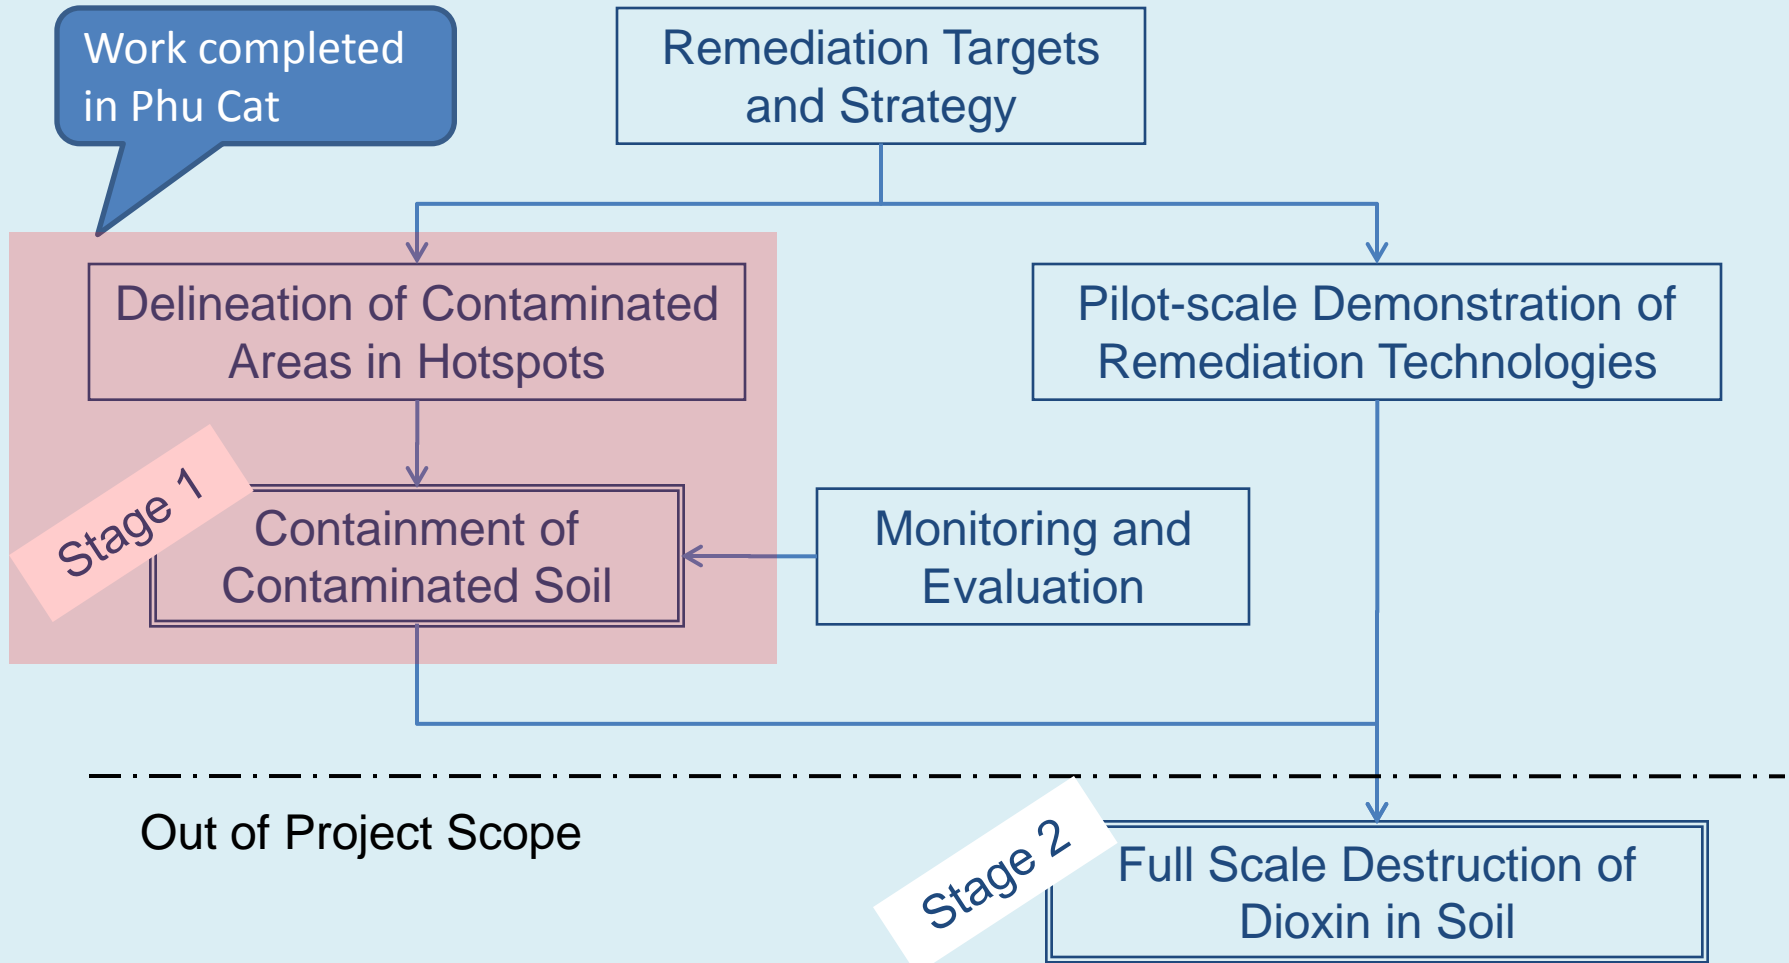 Work completed
in Phu Cat
Remediation Targets
and Strategy
Delineation of Contaminated
Areas in Hotspots
Pilot-scale Demonstration of
Remediation Technologies
Stage 1
Containment of
Contaminated Soil
Monitoring and
Evaluation
Out of Project Scope
Stage 2
Full Scale Destruction of
Dioxin in Soil